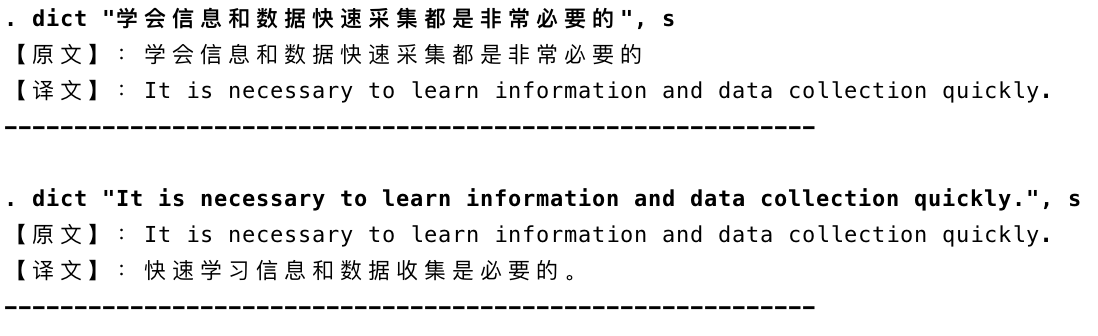 . dict "学会信息和数据快速采集都是非常必要的", s
【原文】: 学会信息和数据快速采集都是非常必要的
【译文】: It is necessary to learn information and data collection quickly.
----------------------------------------------------------
. dict "It is necessary to learn information and data collection quickly.", s
【原文】: It is necessary to learn information and data collection quickly.
【译文】: 快速学习信息和数据收集是必要的。
----------------------------------------------------------